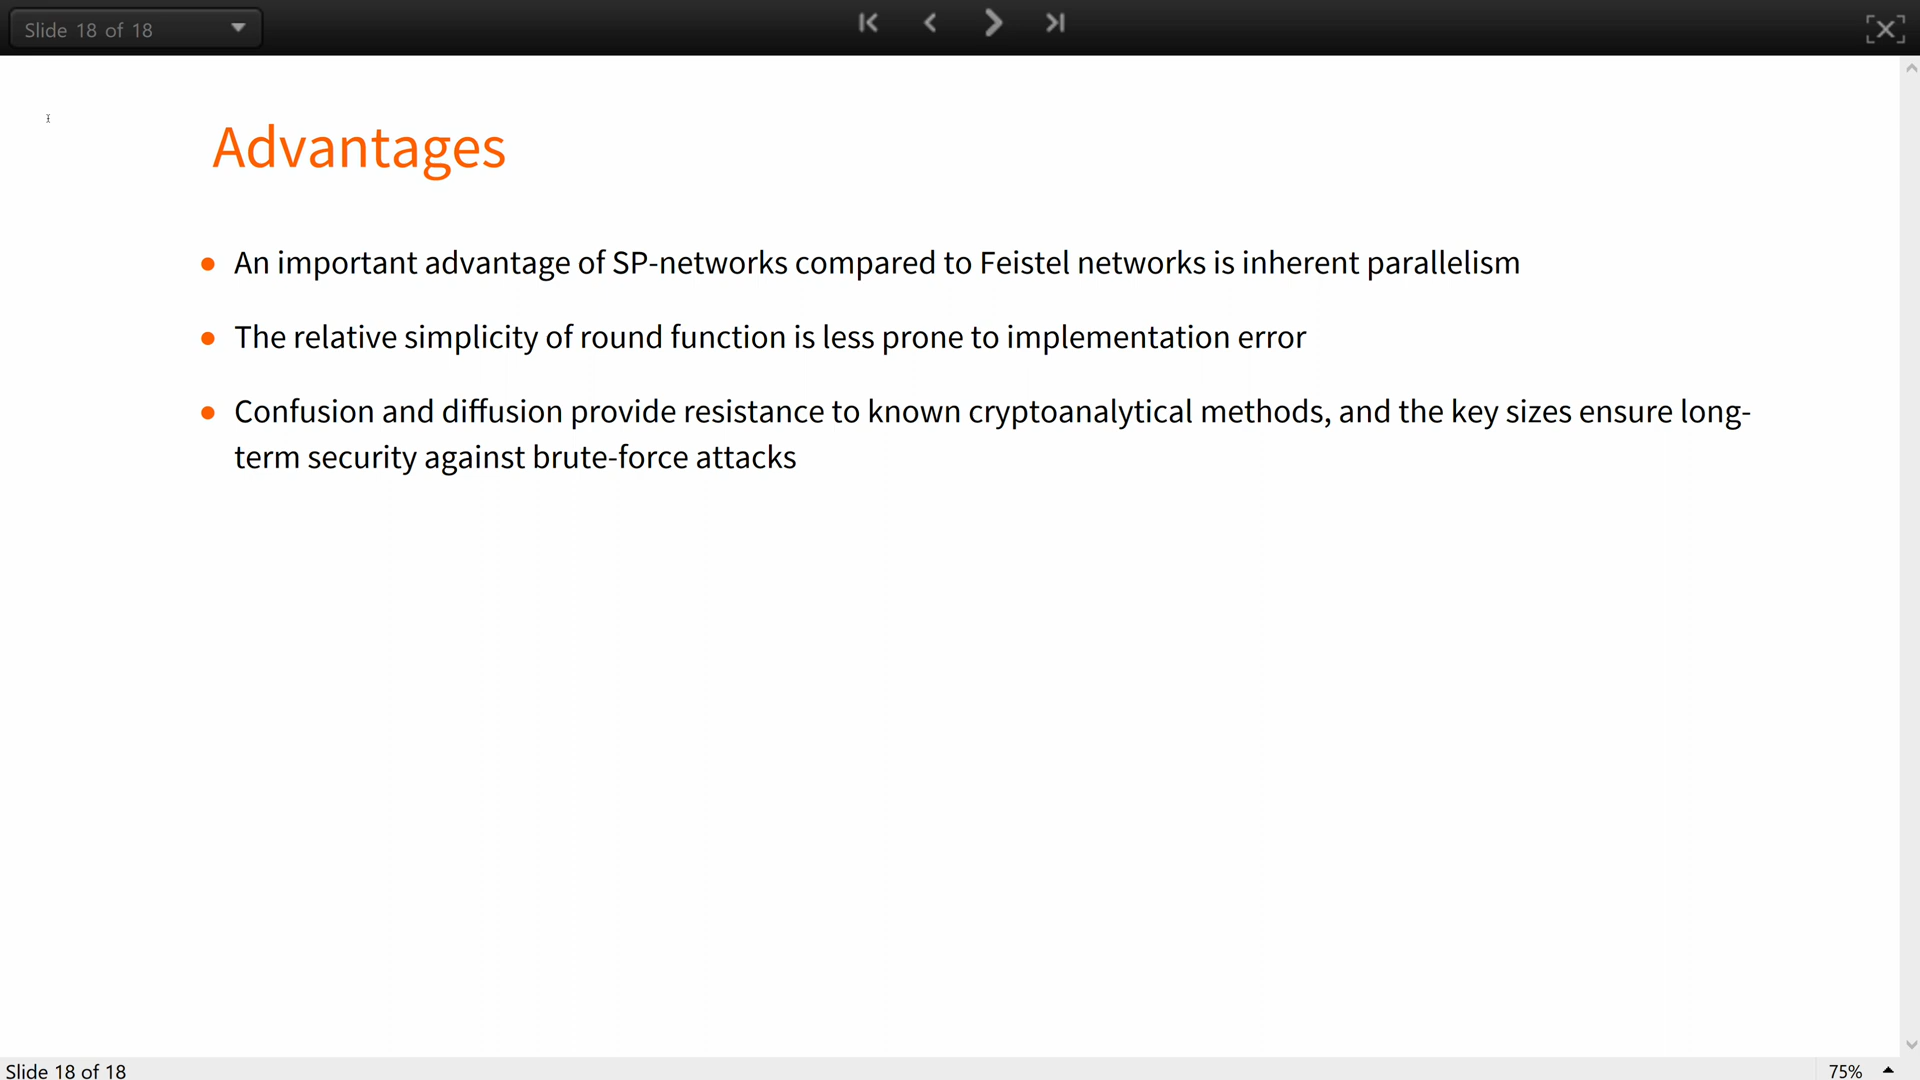 Slide 18 of 18
Advantages
An important advantage of SP-networks compared to Feistel networks is inherent parallelism
The relative simplicity of round function is less prone to implementation error
Confusion and diffusion provide resistance to known cryptoanalytical methods, and the key sizes ensure long-
term security against brute-force attacks
Slide 18 of 18
75%